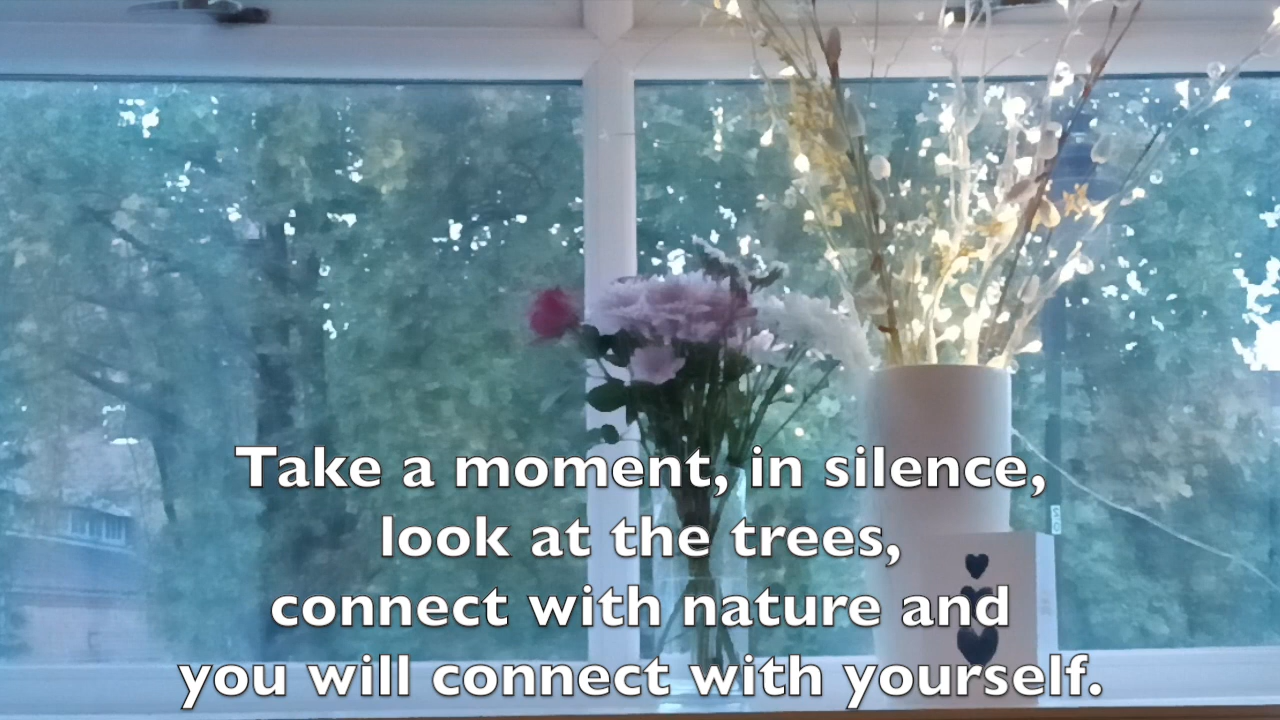 Take a moment, in silence,
look at the trees,
connect with nature and
you will connect with yourself.